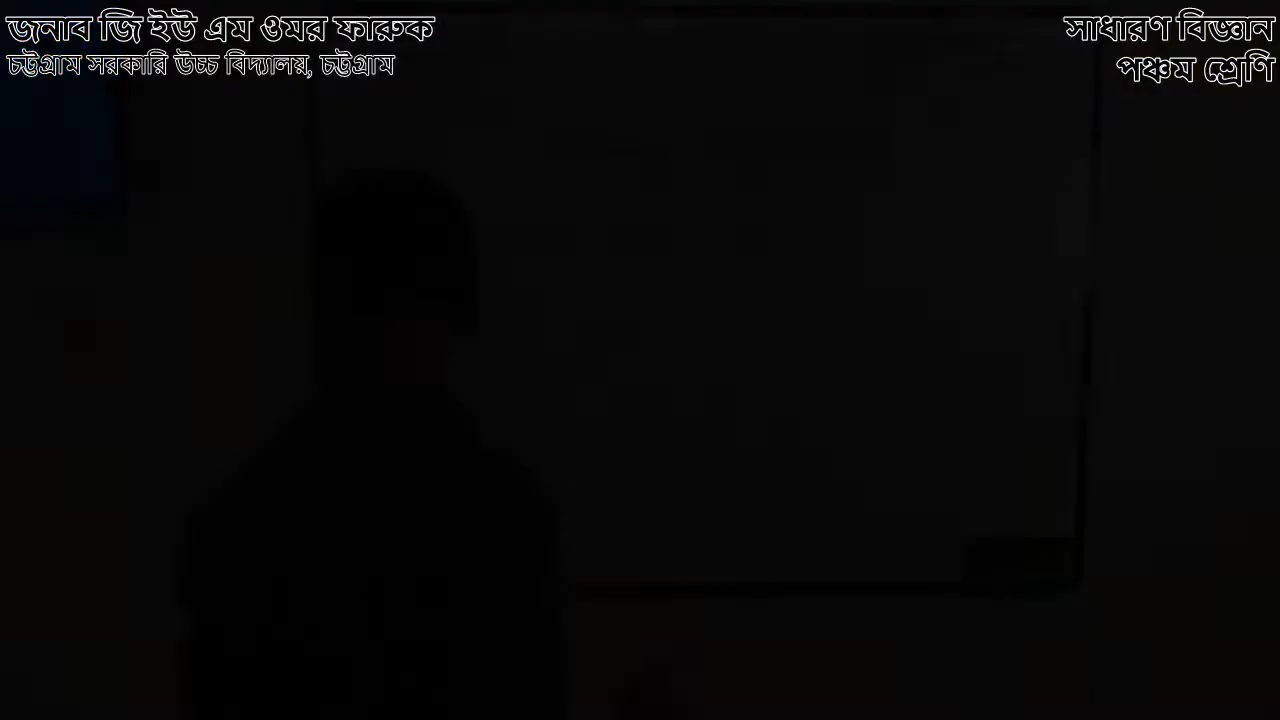 জনাব জি ইউ এম ওমর ফারুক
চট্টগ্রাম সরকারি উচ্চ বিদ্যালয়, চট্টগ্রাম
সাধারণ বিজ্ঞান
পঞ্চম শ্রেণি